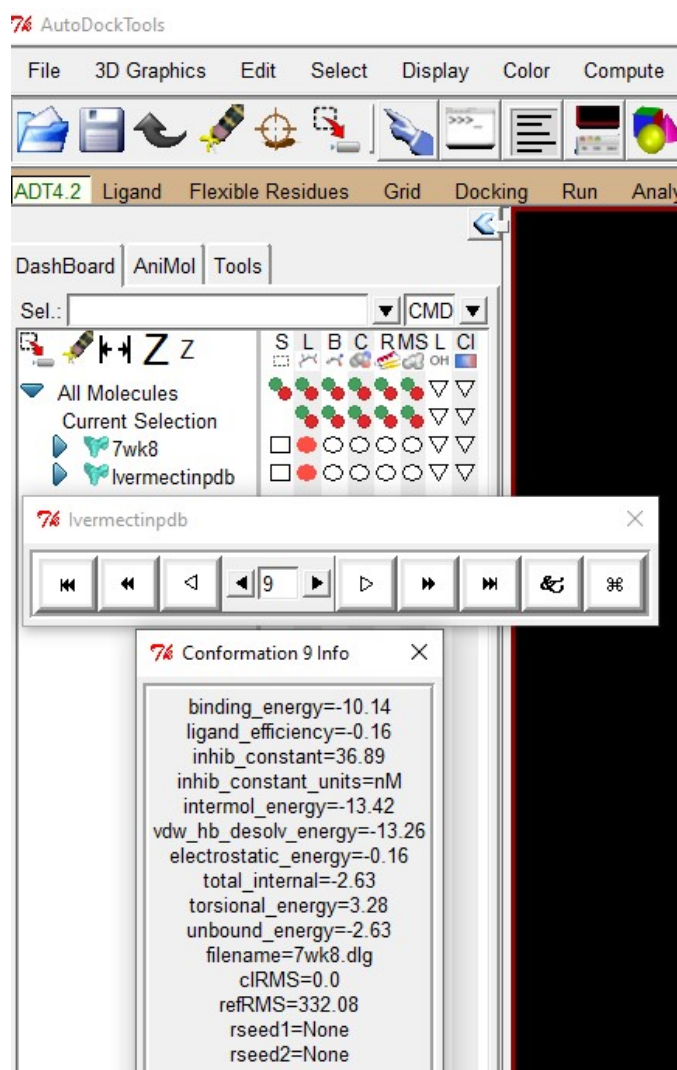 AutoDockTools
File 3D Graphics Edit Select Display Color Compute
>>>_
ADT4.2 Ligand Flexible Residues Grid Docking Run Analy
DashBoard AniMol Tools
Sel.: CMD
Z Z S L B C R MS L Cl
OH
All Molecules
Current Selection
7wk8
Ivermectinpdb
Ivermectinpdb
9 & ⌘
Conformation 9 Info
binding_energy=-10.14
ligand_efficiency=-0.16
inhib_constant=36.89
inhib_constant_units=nM
intermol_energy=-13.42
vdw_hb_desolv_energy=-13.26
electrostatic_energy=-0.16
total_internal=-2.63
torsional_energy=3.28
unbound_energy=-2.63
filename=7wk8.dlg
clRMS=0.0
refRMS=332.08
rseed1=None
rseed2=None